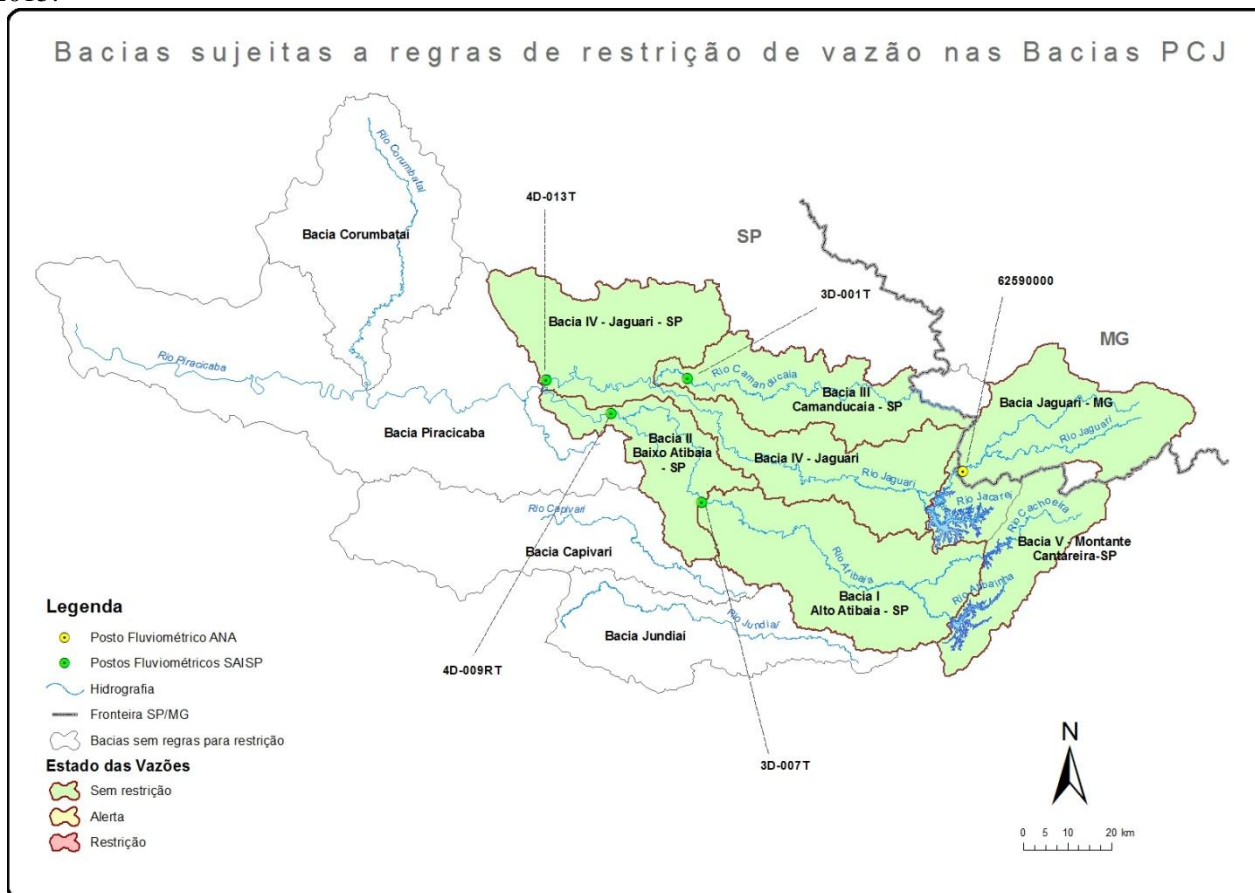 Bacias sujeitas a regras de restrição de vazão nas Bacias PCJ
Rio Corumbataí
4D-013T
SP
Bacia Corumbataí
62590000
3D-001T
Bacia IV - Jaguari - SP
MG
Rio Piracicaba
Rio Camanducaia
Bacia III
Camanducaia - SP
Bacia Jaguari - MG
Rio Jaguari
Bacia Piracicaba
Bacia II
Baixo Atibaia
- SP
Bacia IV - Jaguari
Rio Jaguari
Rio Jacareí
Rio Cachoeira
Rio Capivari
Bacia V - Montante
Cantareira-SP
Bacia Capivari
Rio Atibaia
Rio Atibainha
Bacia I
Alto Atibaia - SP
Rio Jundiaí
Bacia Jundiaí
4D-009RT
3D-007T
Legenda
Posto Fluviométrico ANA
Postos Fluviométricos SAISP
Hidrografia
Fronteira SP/MG
Bacias sem regras para restrição
Estado das Vazões
Sem restrição
Alerta
Restrição
N
0 5 10 20 km